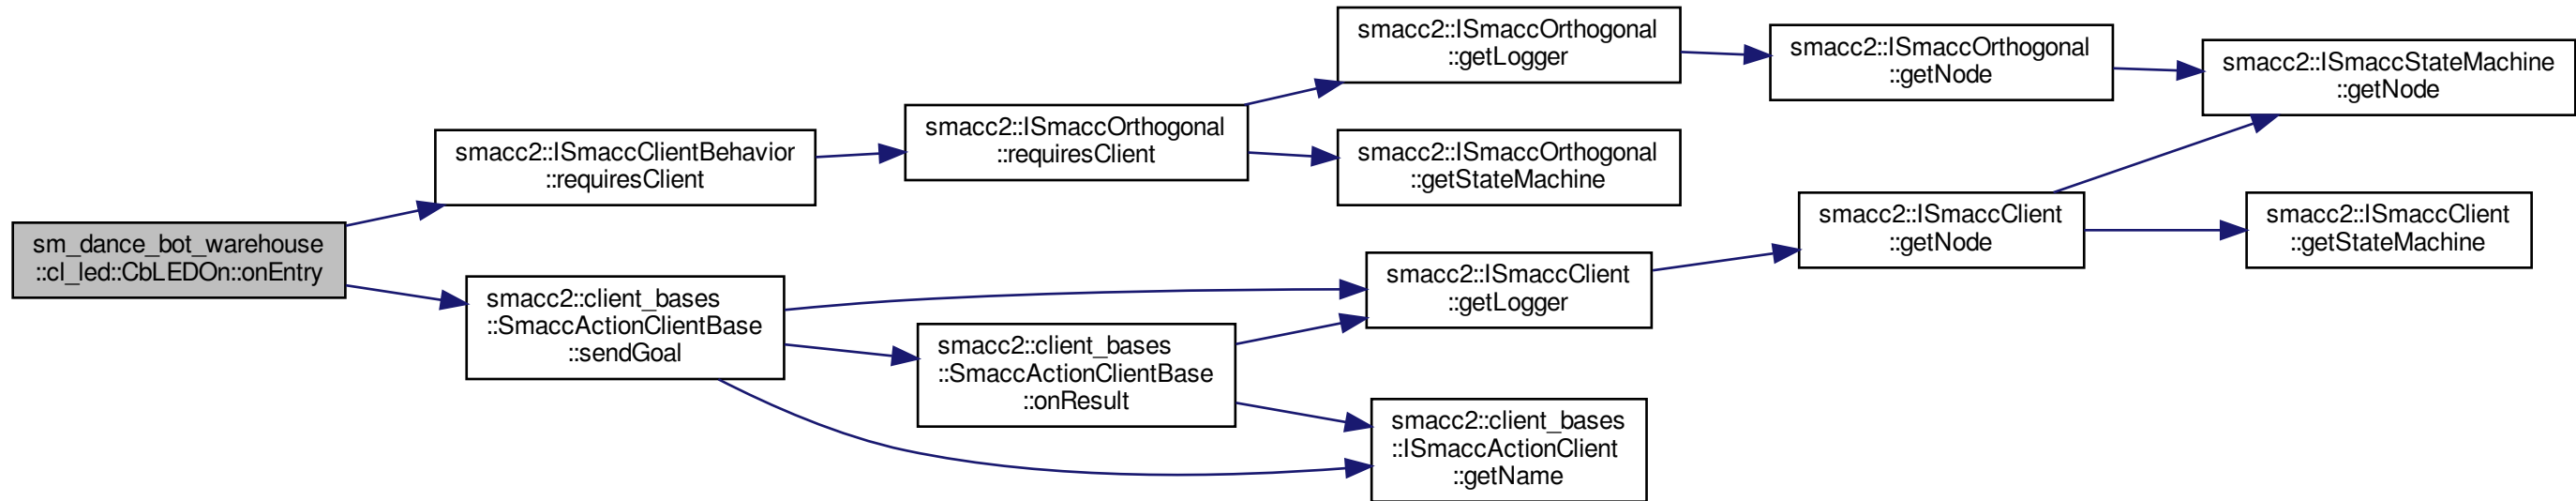 sm_dance_bot_warehouse
::cl_led::CbLEDOn::onEntry
smacc2::ISmaccClientBehavior
::requiresClient
smacc2::ISmaccOrthogonal
::requiresClient
smacc2::ISmaccOrthogonal
::getLogger
smacc2::ISmaccOrthogonal
::getNode
smacc2::ISmaccStateMachine
::getNode
smacc2::ISmaccOrthogonal
::getStateMachine
smacc2::client_bases
::SmaccActionClientBase
::sendGoal
smacc2::client_bases
::SmaccActionClientBase
::onResult
smacc2::ISmaccClient
::getLogger
smacc2::ISmaccClient
::getNode
smacc2::ISmaccClient
::getStateMachine
smacc2::client_bases
::ISmaccActionClient
::getName